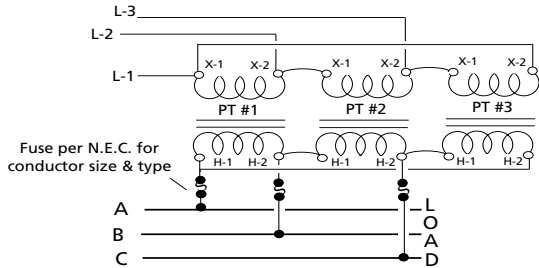 L-3
L-2
X-1 X-2 X-1 X-2 X-1 X-2
L-1
PT #1 PT #2 PT #3
Fuse per N.E.C. for
conductor size & type
H-1 H-2 H-1 H-2 H-1 H-2
A
B
C
LOAD